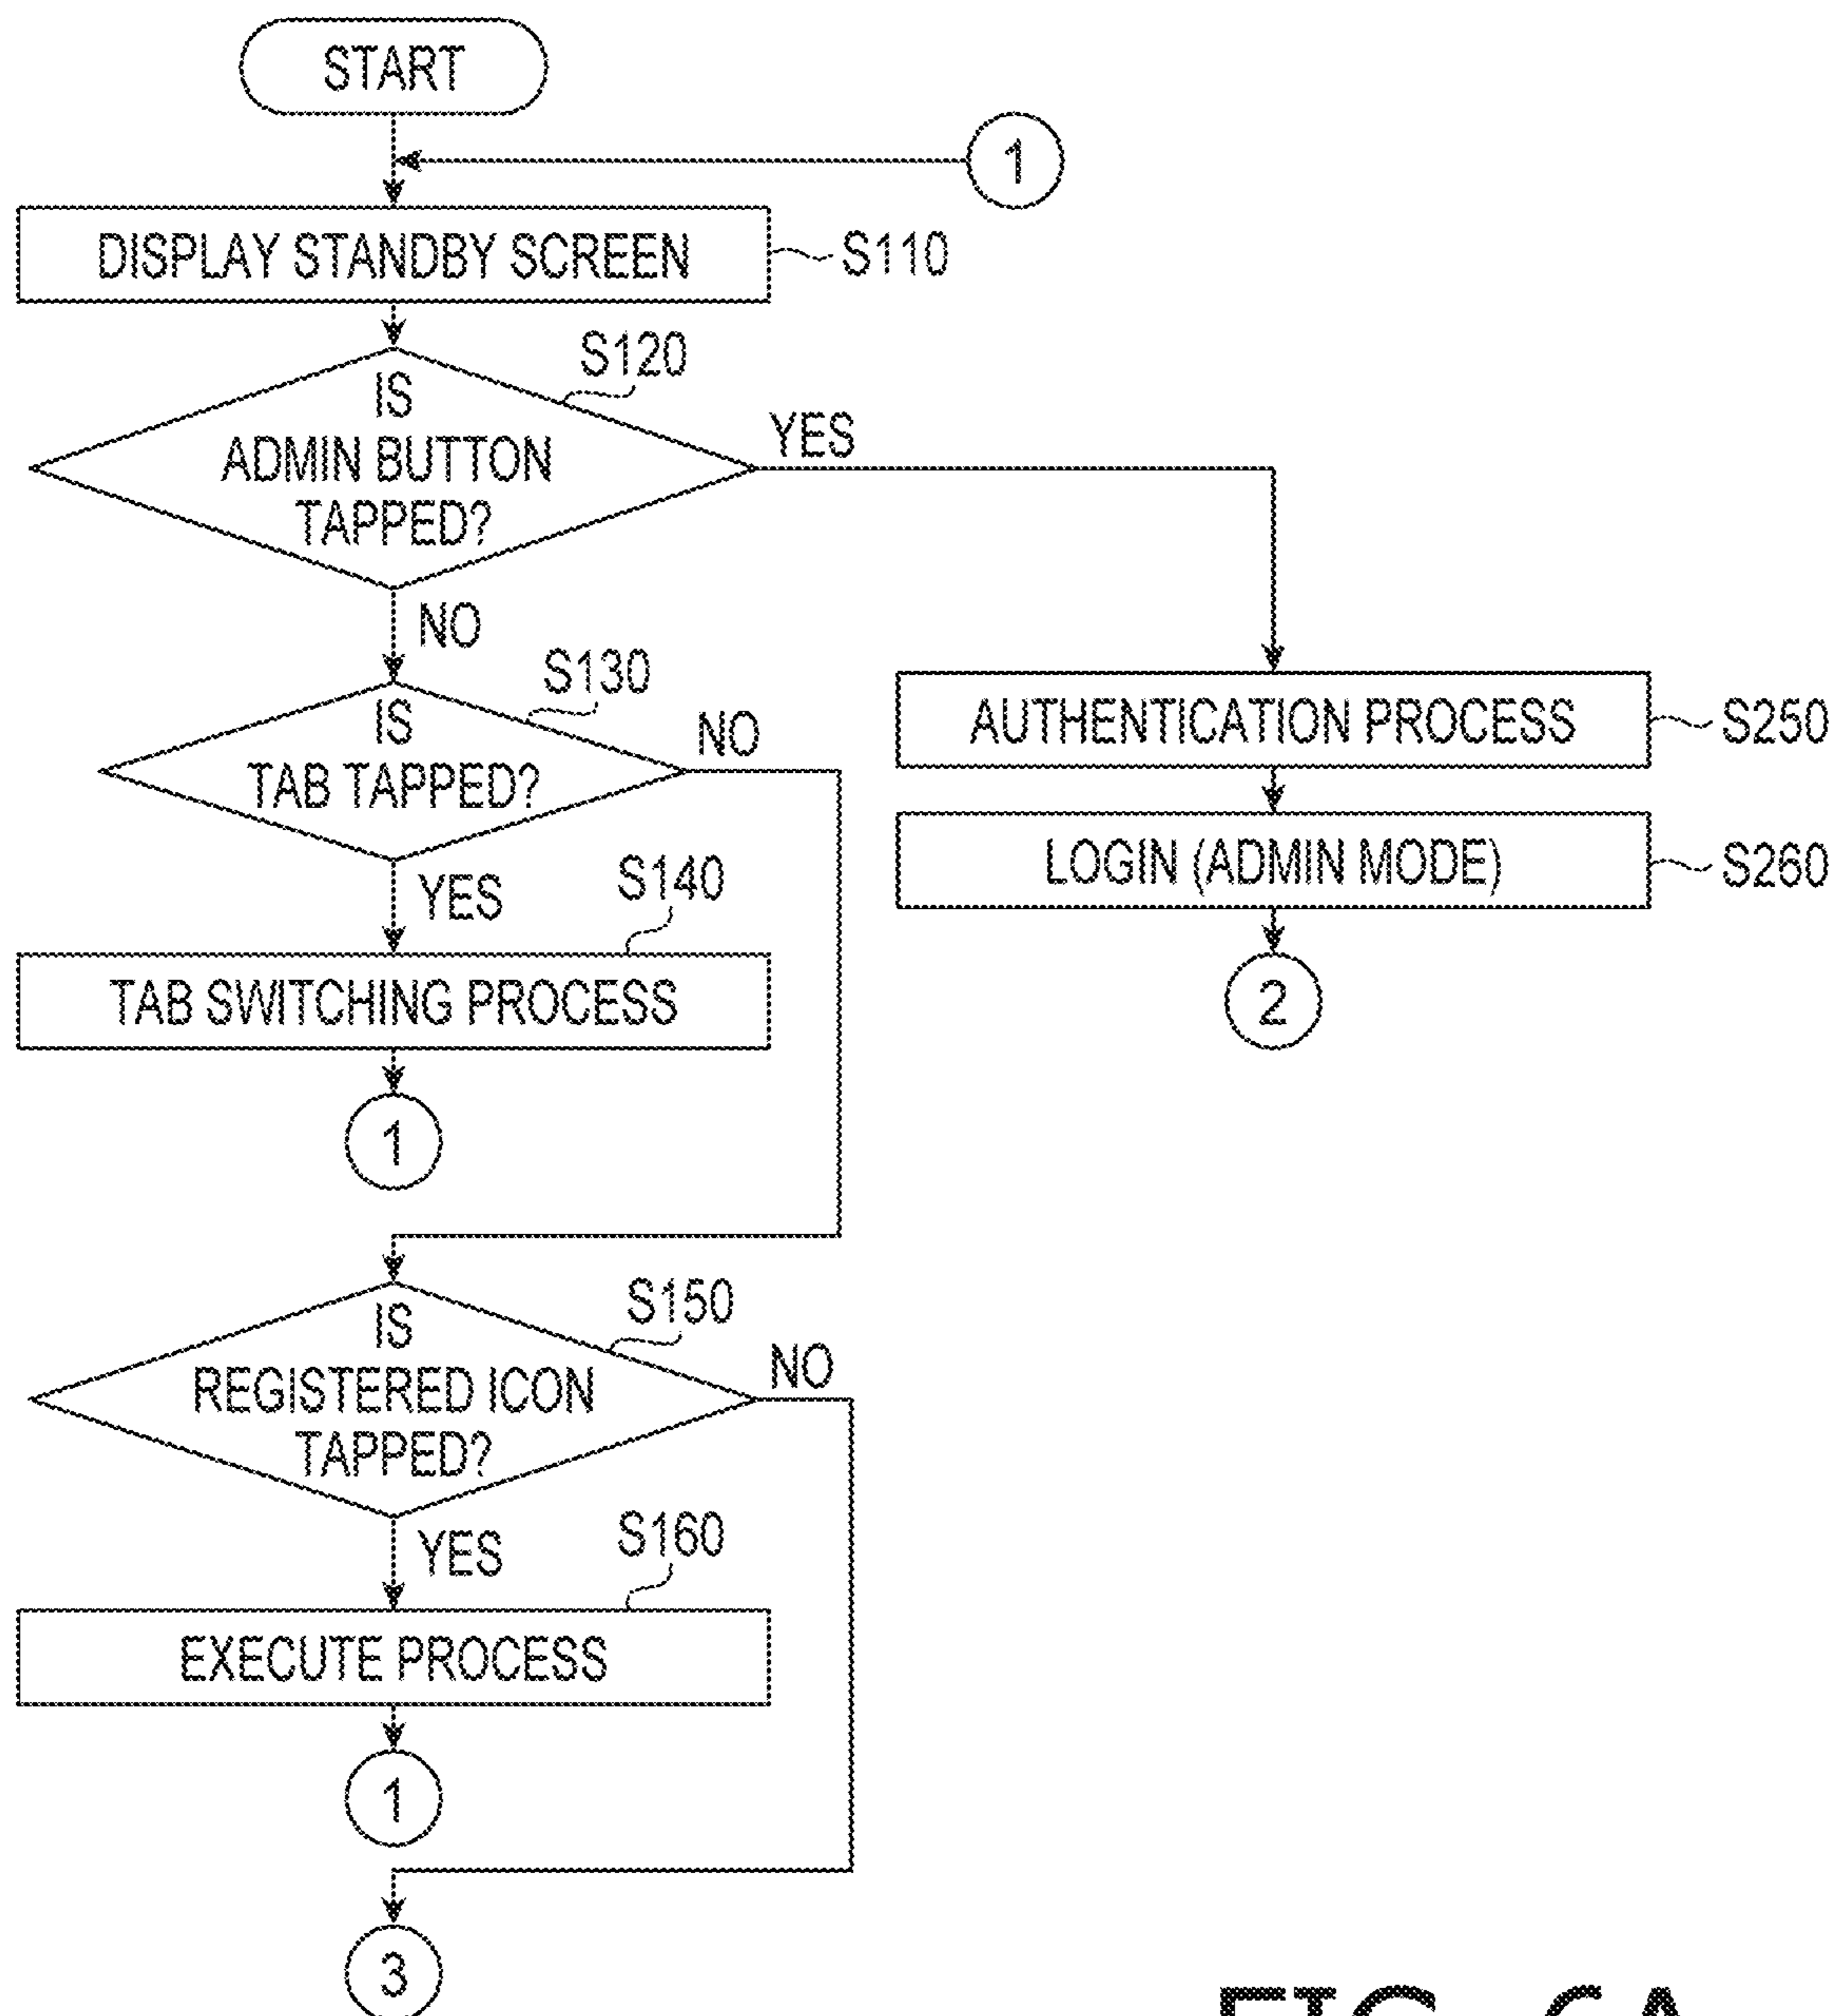 START
1
DISPLAY STANDBY SCREEN
S110
S120
IS
ADMIN BUTTON
TAPPED?
YES
NO
S130
IS
TAB TAPPED?
NO
AUTHENTICATION PROCESS
S250
YES
S140
LOGIN (ADMIN MODE)
S260
TAB SWITCHING PROCESS
2
1
S150
IS
REGISTERED ICON
TAPPED?
NO
YES
S160
EXECUTE PROCESS
1
3
FIG. 6A